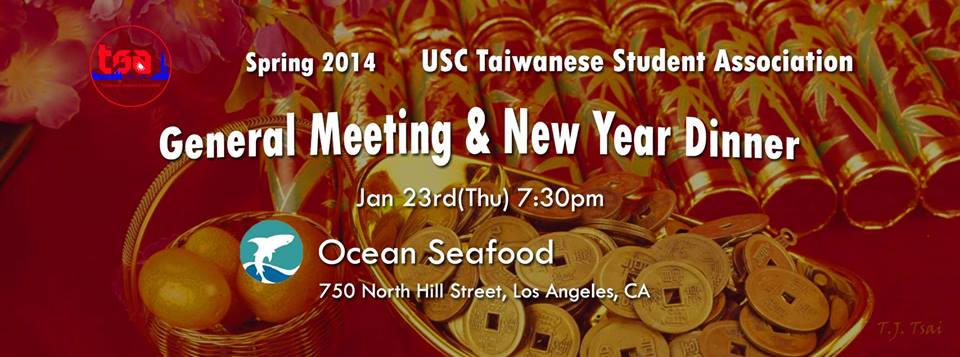 tsa
Spring 2014 USC Taiwanese Student Association
General Meeting & New Year Dinner
Jan 23rd(Thu) 7:30pm
Ocean Seafood
750 North Hill Street, Los Angeles, CA
T.J. Tsai